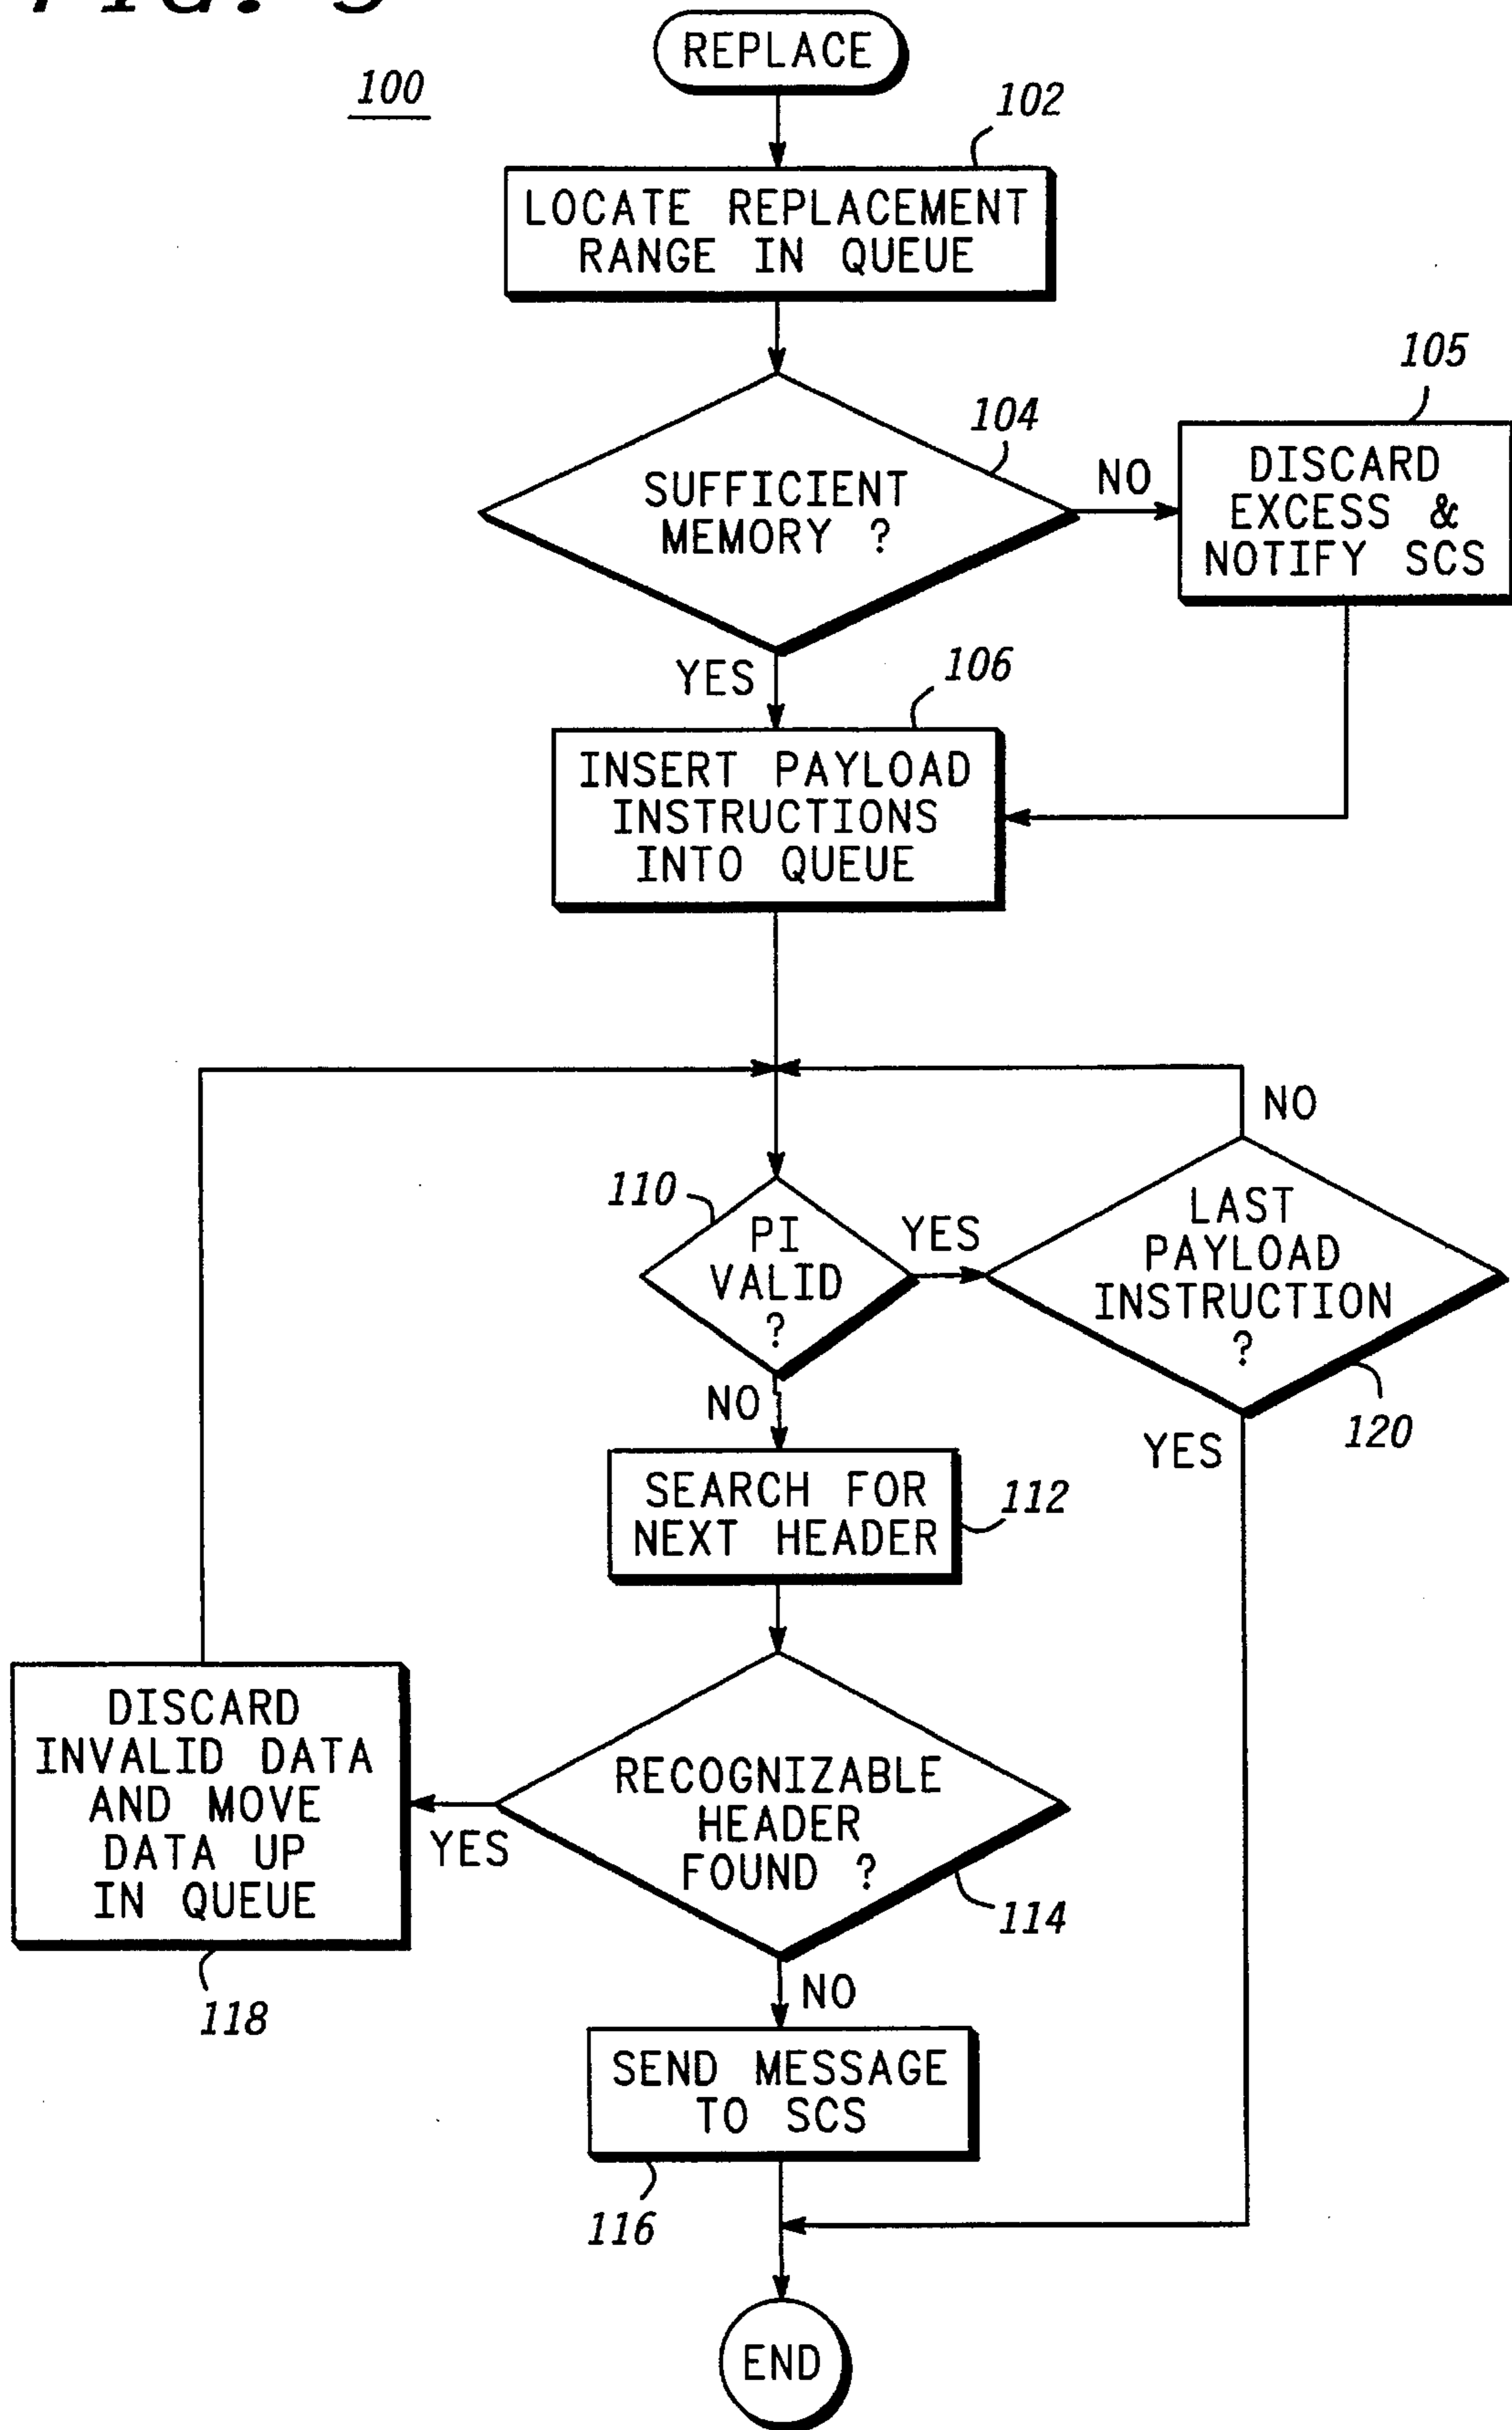 REPLACE
100
102
LOCATE REPLACEMENT
RANGE IN QUEUE
105
104
SUFFICIENT
MEMORY ?
NO
DISCARD
EXCESS &
NOTIFY SCS
YES
106
INSERT PAYLOAD
INSTRUCTIONS
INTO QUEUE
NO
110
PI
VALID
?
YES
LAST
PAYLOAD
INSTRUCTION
?
120
NO
YES
SEARCH FOR
NEXT HEADER
112
DISCARD
INVALID DATA
AND MOVE
DATA UP
IN QUEUE
118
YES
RECOGNIZABLE
HEADER
FOUND ?
114
NO
SEND MESSAGE
TO SCS
116
END